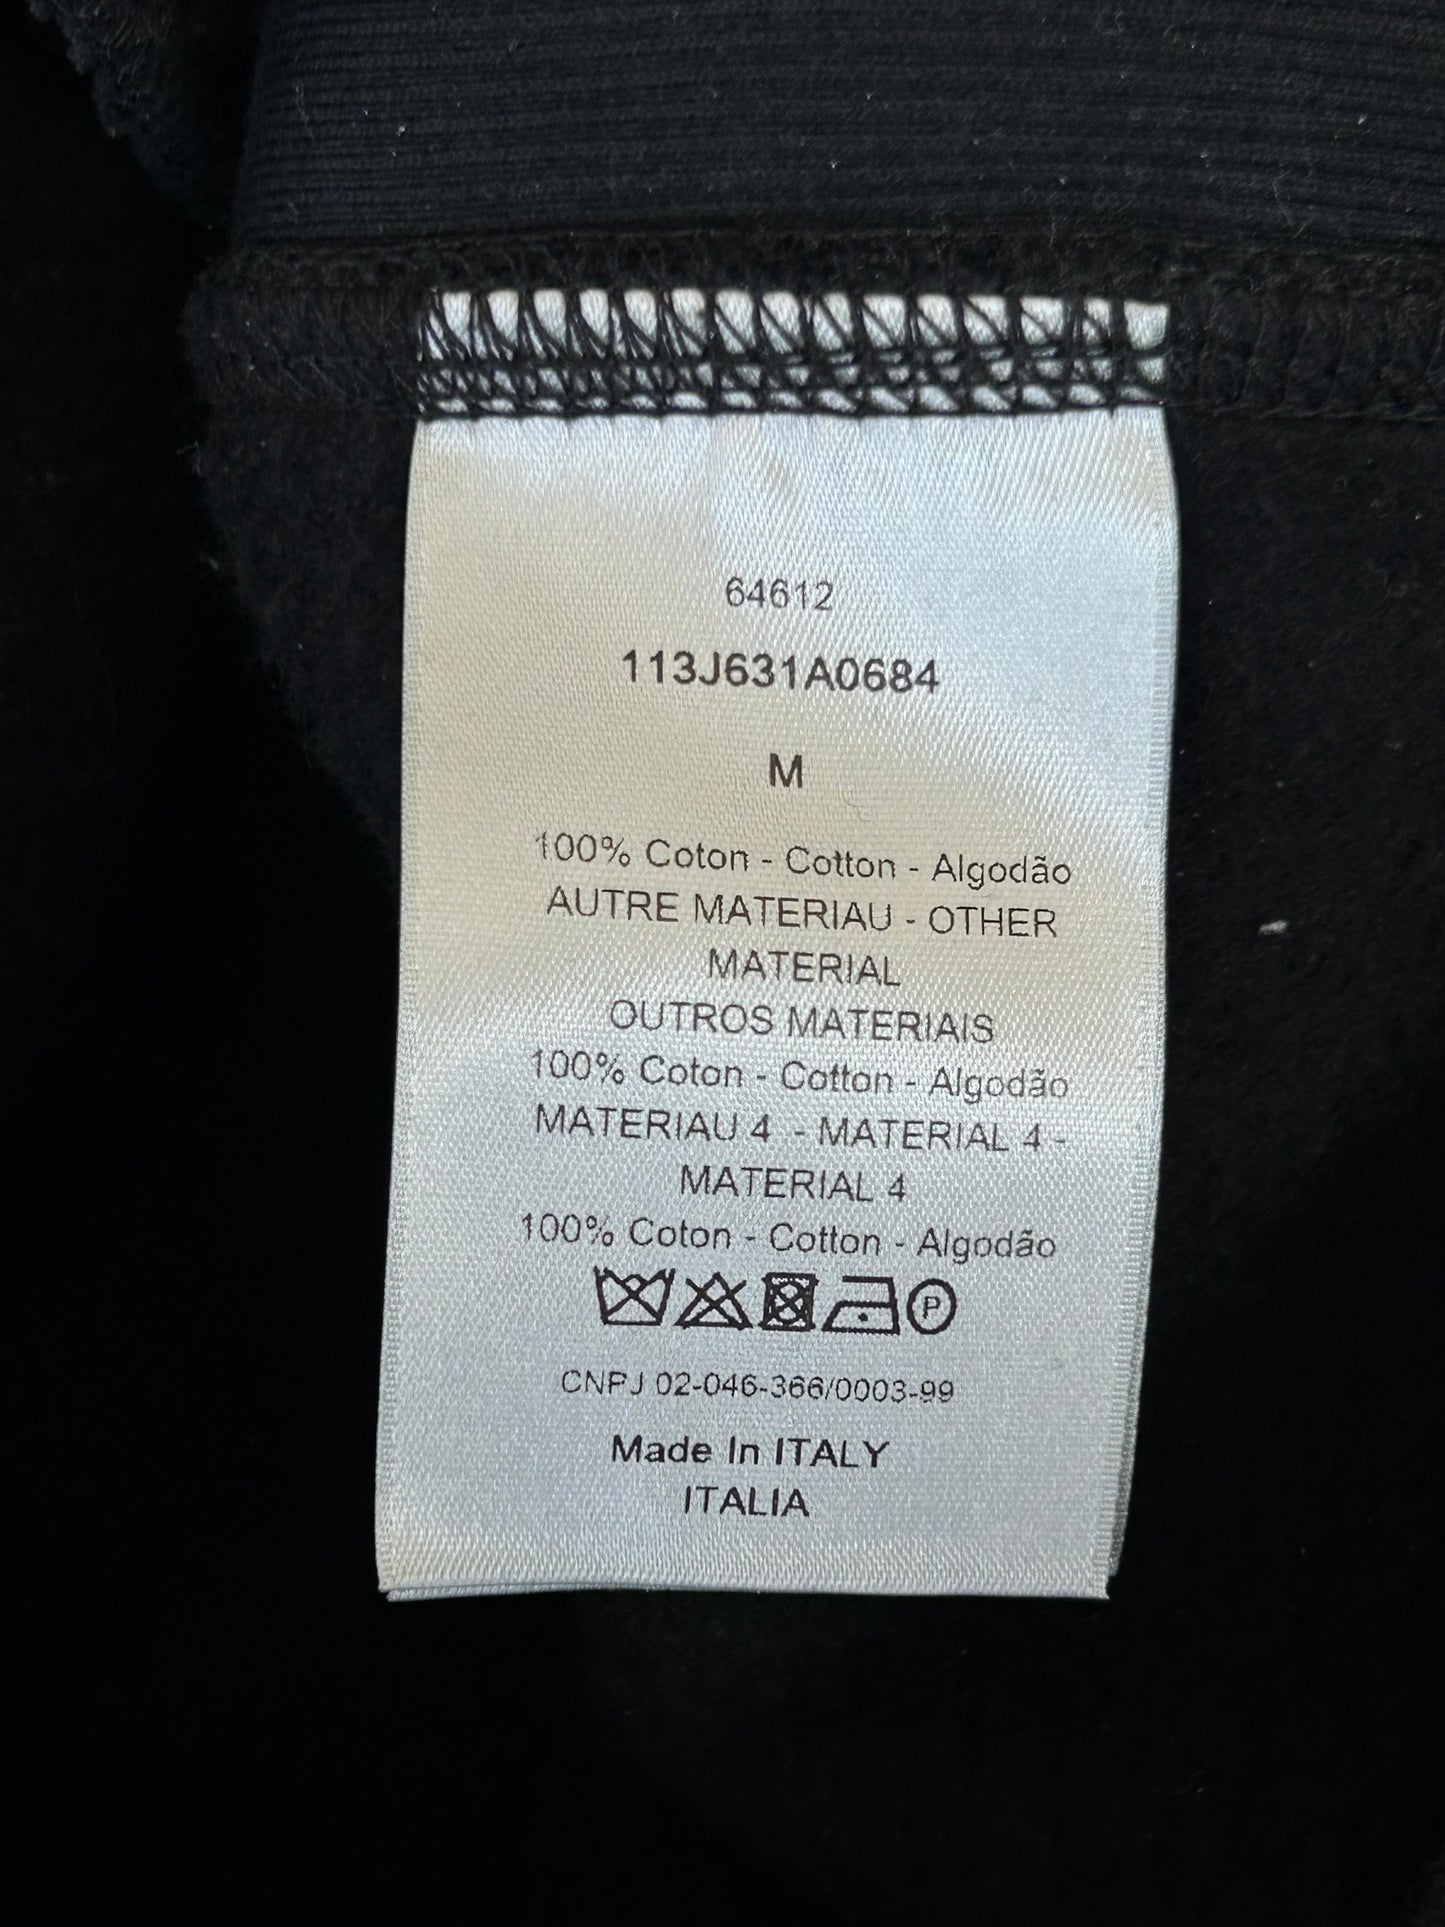 64612
113J631A0684
M
100% Coton - Cotton - Algodão
AUTRE MATERIAU - OTHER
MATERIAL
OUTROS MATERIAIS
100% Coton - Cotton - Algodão
MATERIAU 4 - MATERIAL 4 -
MATERIAL 4
100% Coton - Cotton - Algodão
P
CNPJ 02-046-366/0003-99
Made In ITALY
ITALIA